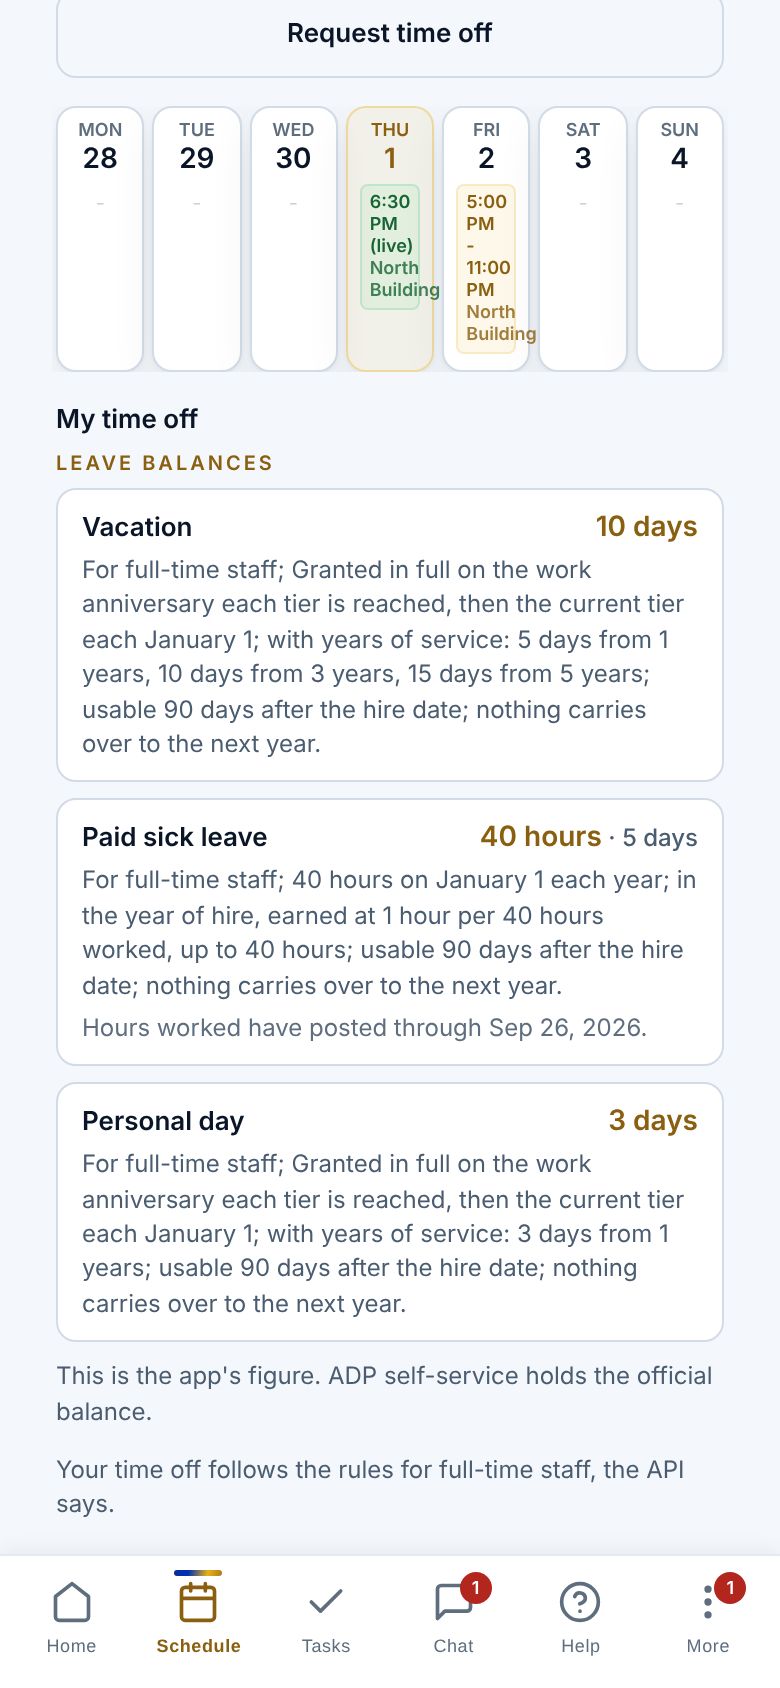 Request time off
MON TUE WED THU FRI SAT SUN
28 29 30 1 2 3 4
- - - - -
6:30
PM
(live)
North
Building
5:00
PM
-
11:00
PM
North
Building
My time off
LEAVE BALANCES
Vacation 10 days
For full-time staff; Granted in full on the work
anniversary each tier is reached, then the current tier
each January 1; with years of service: 5 days from 1
years, 10 days from 3 years, 15 days from 5 years;
usable 90 days after the hire date; nothing carries
over to the next year.
Paid sick leave 40 hours · 5 days
For full-time staff; 40 hours on January 1 each year; in
the year of hire, earned at 1 hour per 40 hours
worked, up to 40 hours; usable 90 days after the hire
date; nothing carries over to the next year.
Hours worked have posted through Sep 26, 2026.
Personal day 3 days
For full-time staff; Granted in full on the work
anniversary each tier is reached, then the current tier
each January 1; with years of service: 3 days from 1
years; usable 90 days after the hire date; nothing
carries over to the next year.
This is the app's figure. ADP self-service holds the official
balance.
Your time off follows the rules for full-time staff, the API
says.
1 1
Home Schedule Tasks Chat Help More